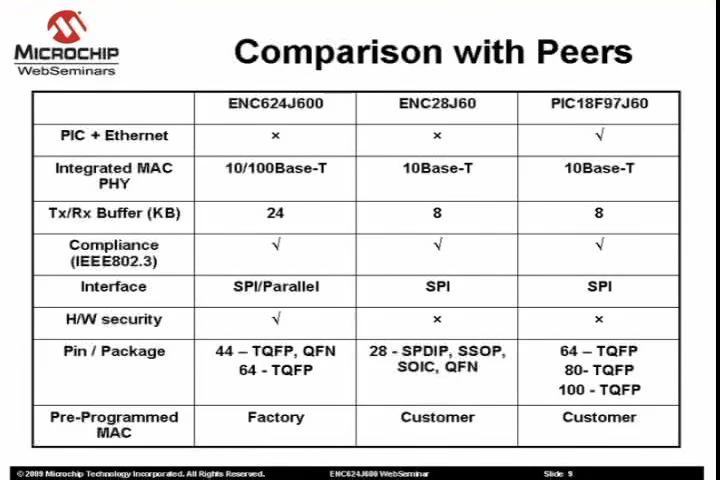 MICROCHIP
WebSeminars
Comparison with Peers
ENC624J600 ENC28J60 PIC18F97J60
PIC + Ethernet × × √
Integrated MAC PHY 10/100Base-T 10Base-T 10Base-T
Tx/Rx Buffer (KB) 24 8 8
Compliance (IEEE802.3) √ √ √
Interface SPI/Parallel SPI SPI
H/W security √ × ×
Pin / Package 44 – TQFP, QFN 28 - SPDIP, SSOP, 64 – TQFP
64 - TQFP SOIC, QFN 80- TQFP
100 - TQFP
Pre-Programmed MAC Factory Customer Customer
© 2009 Microchip Technology Incorporated. All Rights Reserved. ENC624J600 WebSeminar Slide 9